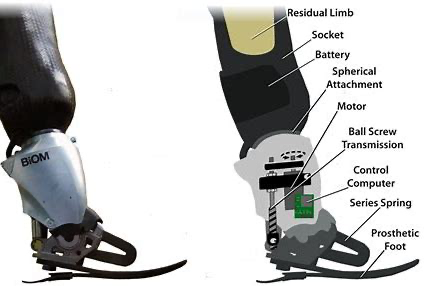 BiOM
Residual Limb
Socket
Battery
Spherical
Attachment
Motor
Ball Screw
Transmission
Control
Computer
Series Spring
Prosthetic
Foot